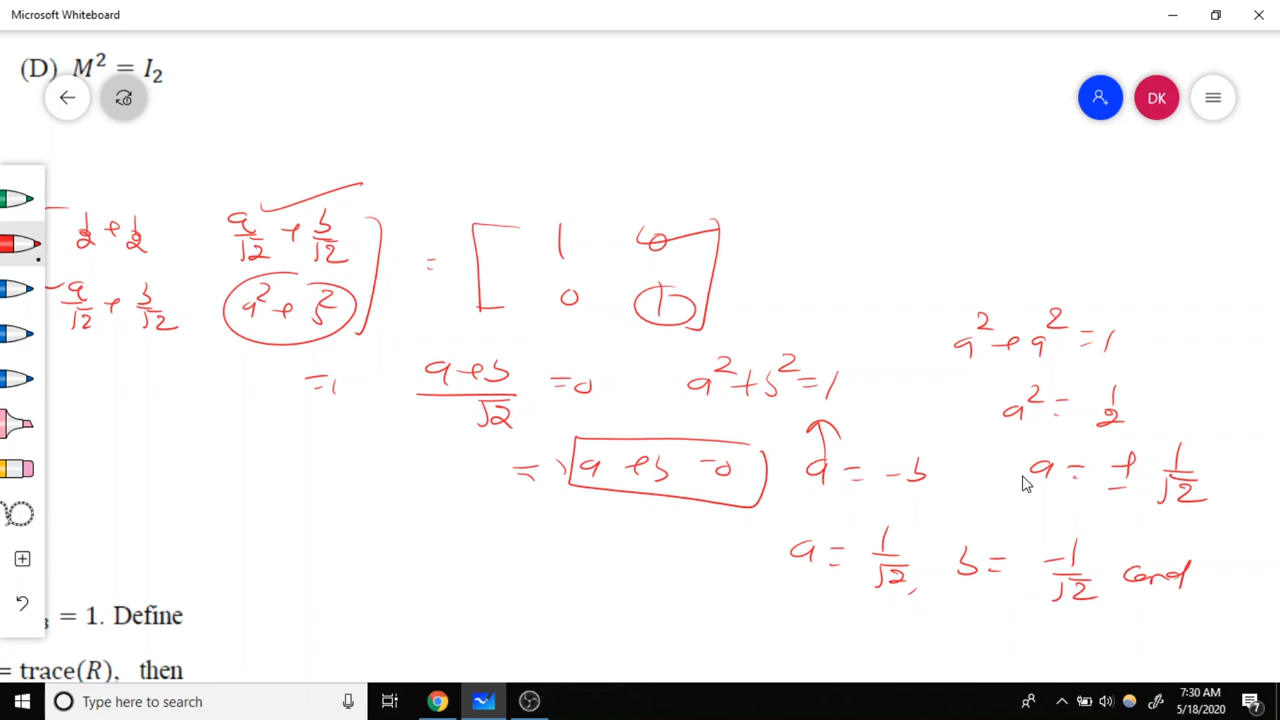 Microsoft Whiteboard
(D) M² = I₂
DK
1/2 + 1/2   a/√2 + b/√2
a/√2 + b/√2   a² + b²
= [ 1 0
0 1 ]
=1   (a+b)/√2 = 0   a² + b² = 1
=> a + b = 0   a = -b
a² + a² = 1
a² = 1/2
a = ± 1/√2
a = 1/√2, b = -1/√2 and
₃ = 1. Define
= trace(R), then
Type here to search
7:30 AM
5/18/2020
7